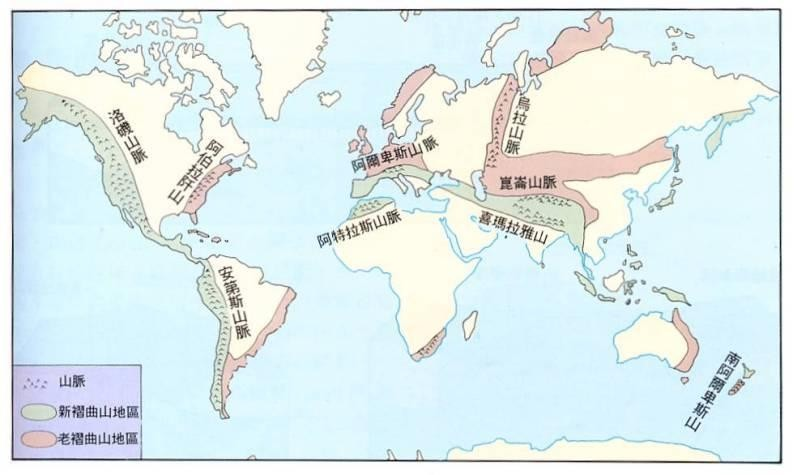 洛磯山脈
阿伯拉阡山
安第斯山脈
阿爾卑斯山脈
阿特拉斯山脈
烏拉山脈
崑崙山脈
喜瑪拉雅山
南阿爾卑斯山
山脈
新褶曲山地區
老褶曲山地區